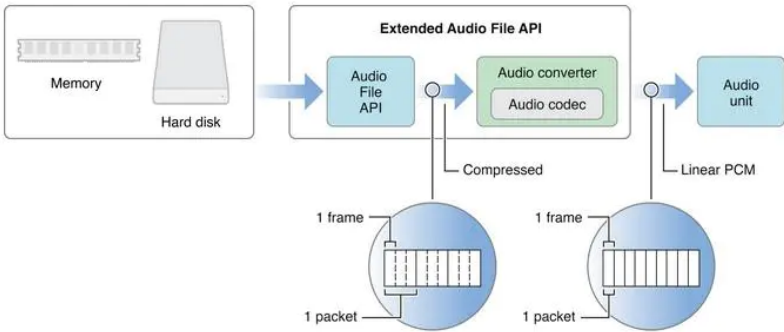 Extended Audio File API
Memory
Hard disk
Audio
File
API
Audio converter
Audio codec
Audio
unit
Compressed
Linear PCM
1 frame
1 frame
1 packet
1 packet